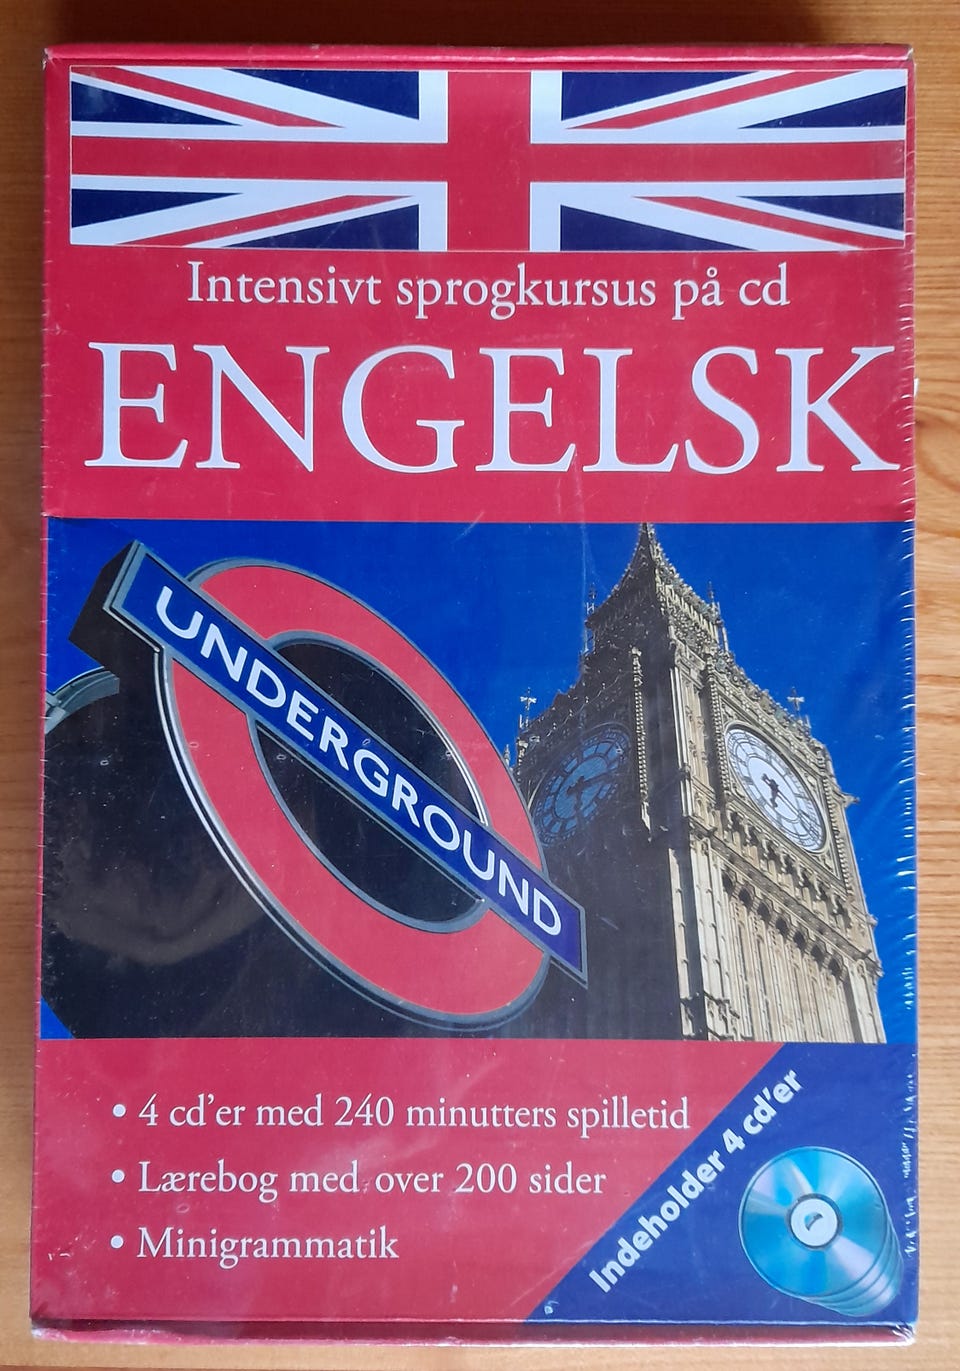 Intensivt sprogkursus på cd
ENGELSK
UNDERGROUND
• 4 cd’er med 240 minutters spilletid
• Lærebog med over 200 sider
• Minigrammatik
Indeholder 4 cd’er